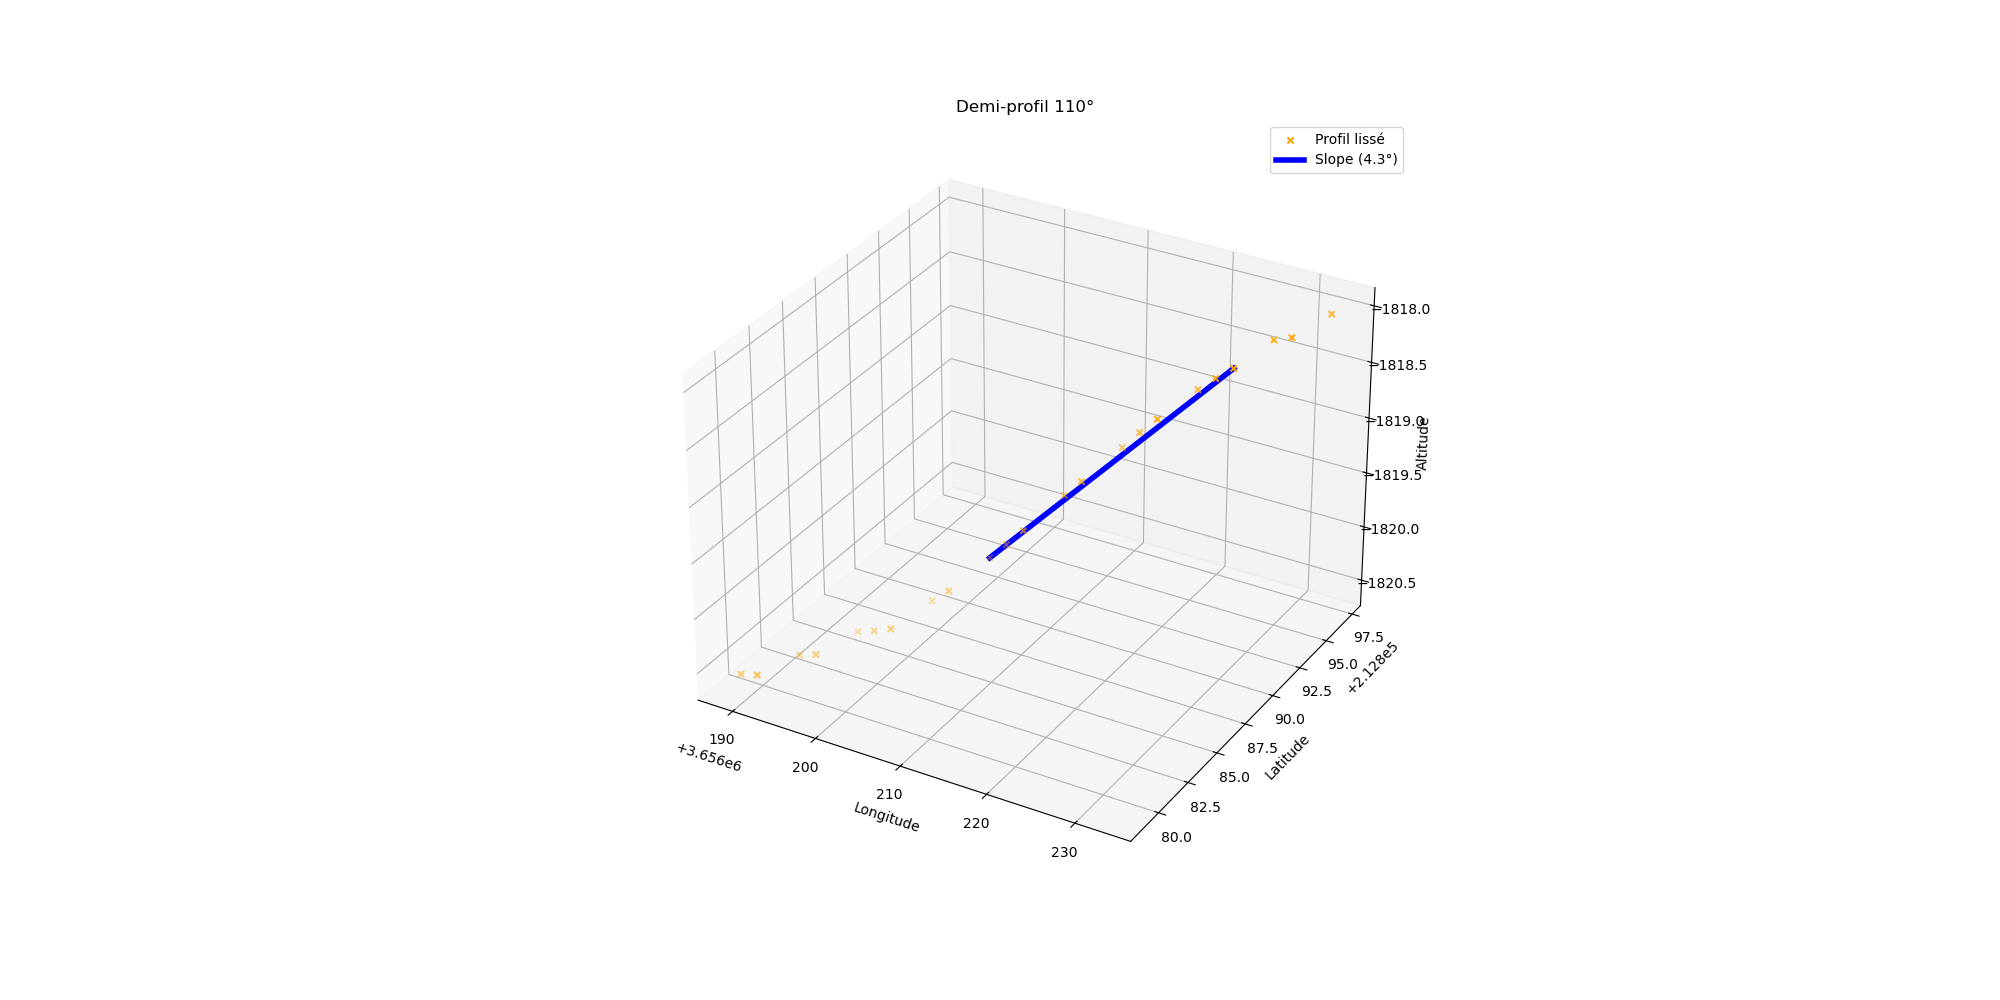 Demi-profil 110°
Profil lissé
Slope (4.3°)
−1818.0
−1818.5
−1819.0
−1819.5
−1820.0
−1820.5
Altitude
97.5
95.0
92.5
90.0
87.5
85.0
82.5
80.0
+2.128e5
Latitude
190
200
210
220
230
+3.656e6
Longitude